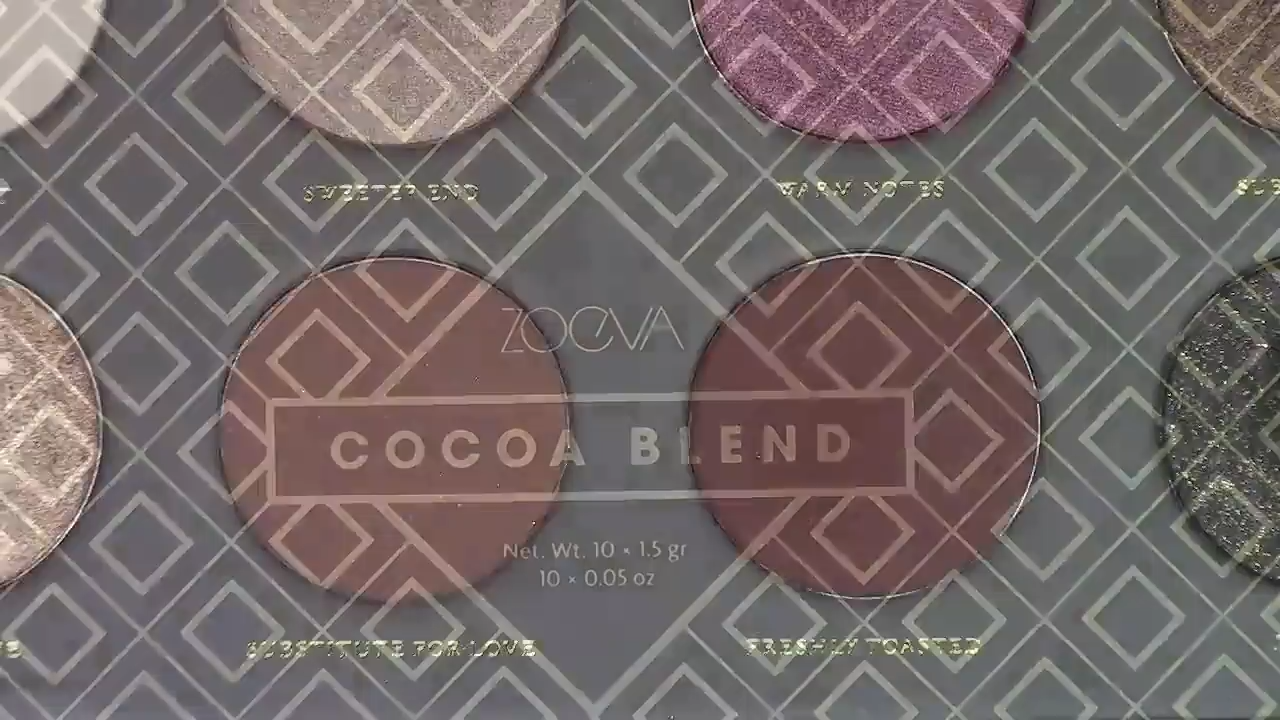 SWEETER END
WARM NOTES
ZOEVA
COCOA BLEND
Net. Wt. 10 × 1.5 gr
10 × 0.05 oz
SUBSTITUTE FOR LOVE
FRESHLY TOASTED